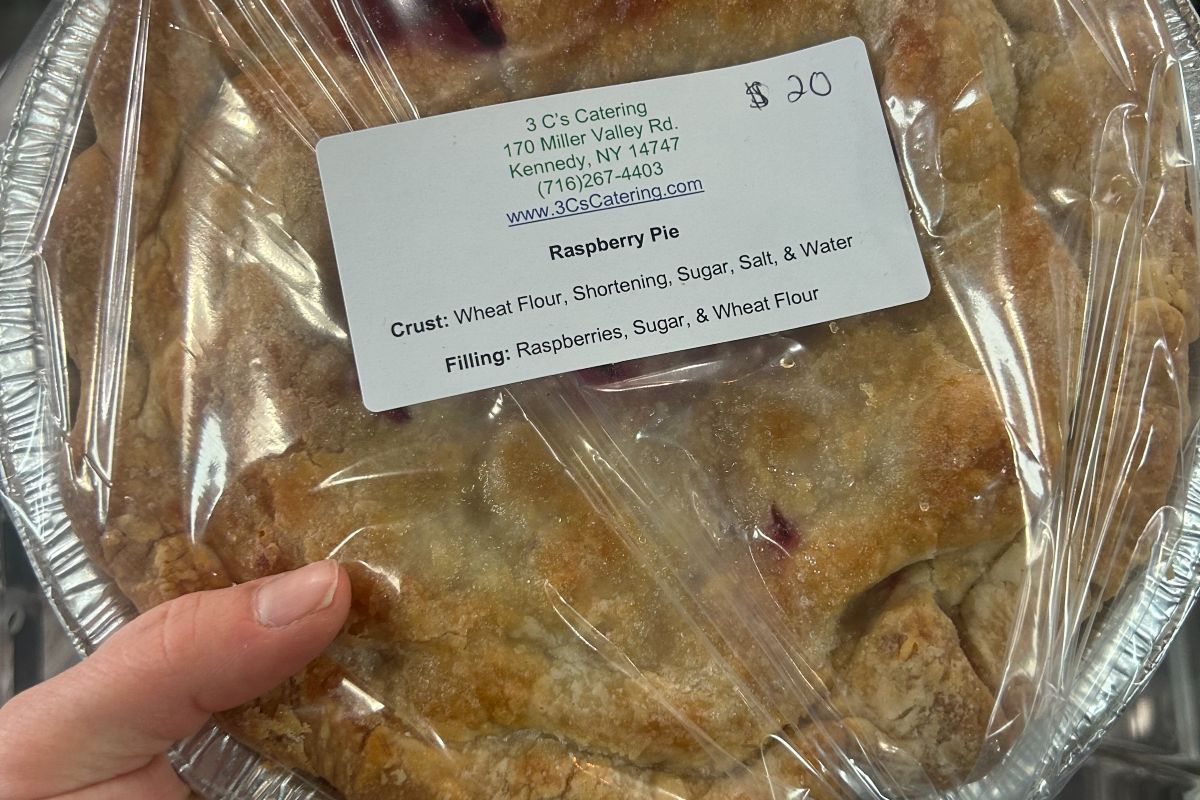 $ 20
3 C's Catering
170 Miller Valley Rd.
Kennedy, NY 14747
(716)267-4403
www.3CsCatering.com
Raspberry Pie
Crust: Wheat Flour, Shortening, Sugar, Salt, & Water
Filling: Raspberries, Sugar, & Wheat Flour